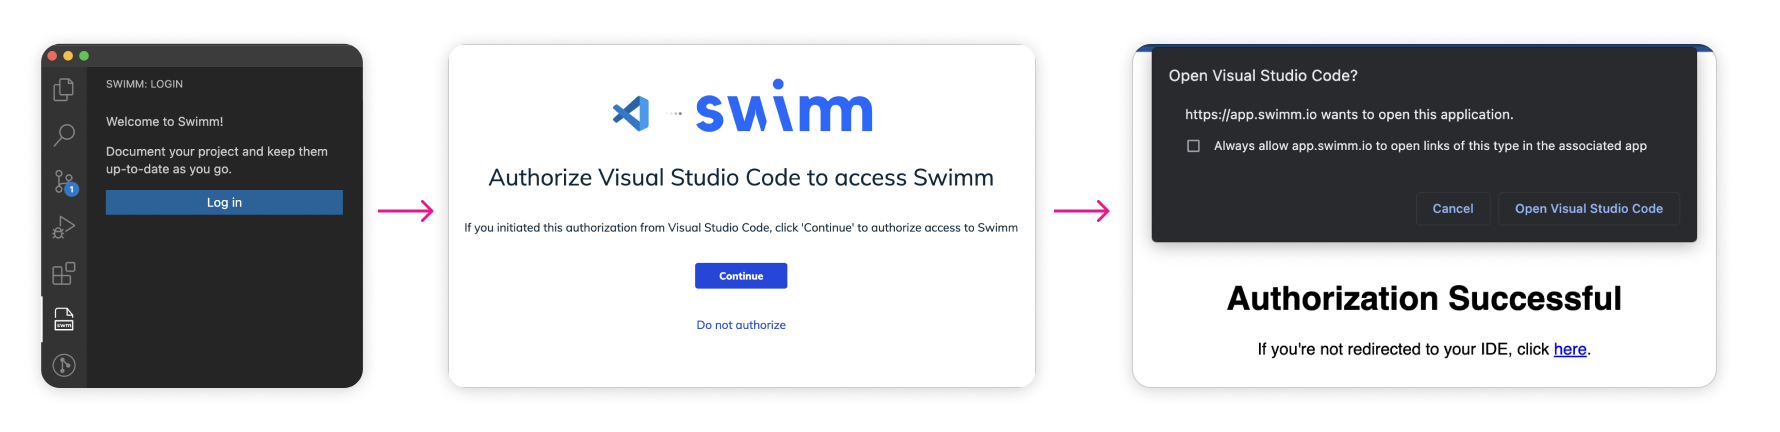 SWIMM: LOGIN
Welcome to Swimm!
Document your project and keep them
up-to-date as you go.
Log in
1
swm
swimm
Authorize Visual Studio Code to access Swimm
If you initiated this authorization from Visual Studio Code, click 'Continue' to authorize access to Swimm
Continue
Do not authorize
Open Visual Studio Code?
https://app.swimm.io wants to open this application.
Always allow app.swimm.io to open links of this type in the associated app
Cancel
Open Visual Studio Code
Authorization Successful
If you're not redirected to your IDE, click here.